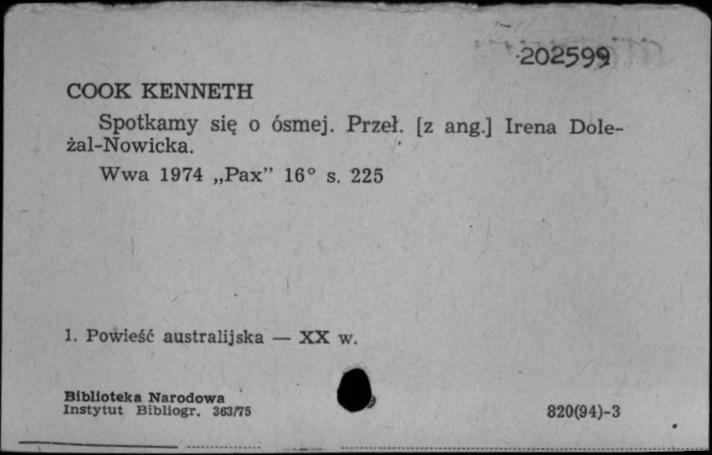 202599
COOK KENNETH
Spotkamy się o ósmej. Przeł. [z ang.] Irena Dole-
żal-Nowicka.
Wwa 1974 „Pax” 16° s. 225
1. Powieść australijska — XX w.
Biblioteka Narodowa
Instytut Bibliogr. 363/75
820(94)-3